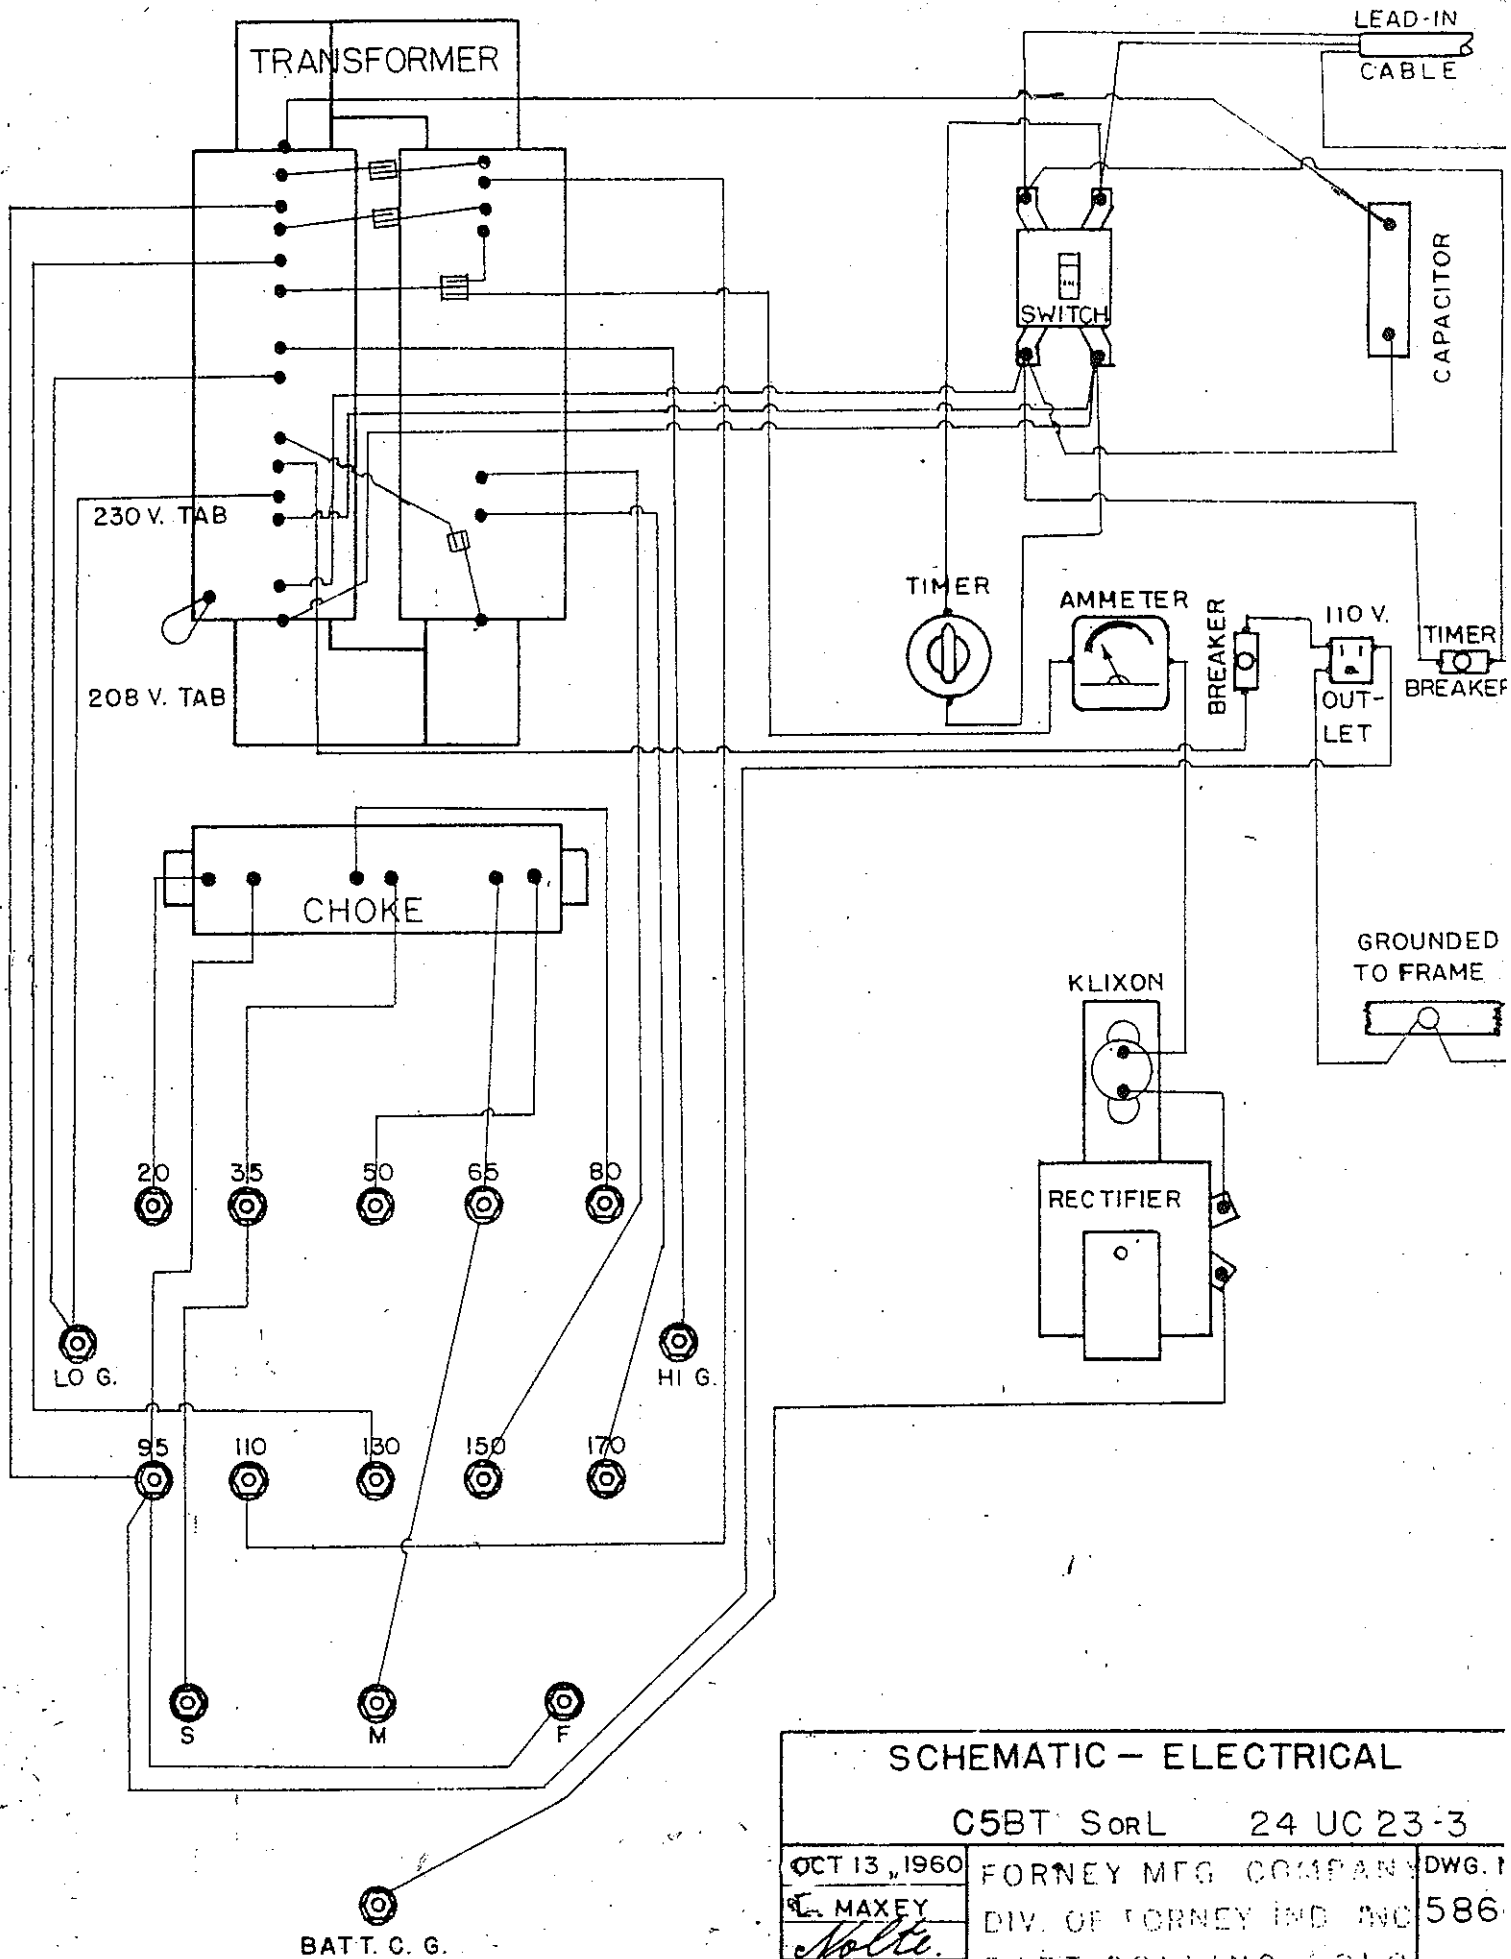 LEAD-IN
CABLE
TRANSFORMER
CAPACITOR
SWITCH
230 V. TAB
208 V. TAB
TIMER
AMMETER
BREAKER
110 V.
OUT-
LET
TIMER
BREAKER
CHOKE
GROUNDED
TO FRAME
KLIXON
RECTIFIER
20 35 50 65 80
LO G. HI G.
95 110 130 150 170
S M F
BATT. C. G.
SCHEMATIC – ELECTRICAL
C5BT S OR L 24 UC 23-3
OCT 13, 1960
MAXEY
Nolte.
FORNEY MFG COMPANY
DIV. OF FORNEY IND INC
DWG.
586